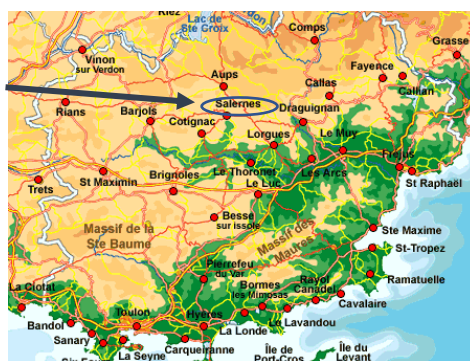 Riez
Lac de
Ste Croix
Comps
Grasse
Vinon
sur Verdon
Aups
Fayence
Callas
Callian
Salernes
Rians
Barjols
Draguignan
Cotignac
Lorgues
Le Muy
Fréjus
Le Thoronet
Les Arcs
St Raphaël
Trets
St Maximin
Brignoles
Le Luc
Besse
sur issole
Massif de la
Ste Baume
Massif des
Maures
Ste Maxime
St-Tropez
Pierrefeu
du Var
Ramatuelle
La Ciotat
Bormes
les Mimosas
Rayol
Canadel
Cavalaire
Bandol
Toulon
Hyères
La Londe
Le Lavandou
Sanary
La Seyne
Carqueiranne
Île de
Port-Cros
Île du
Levant